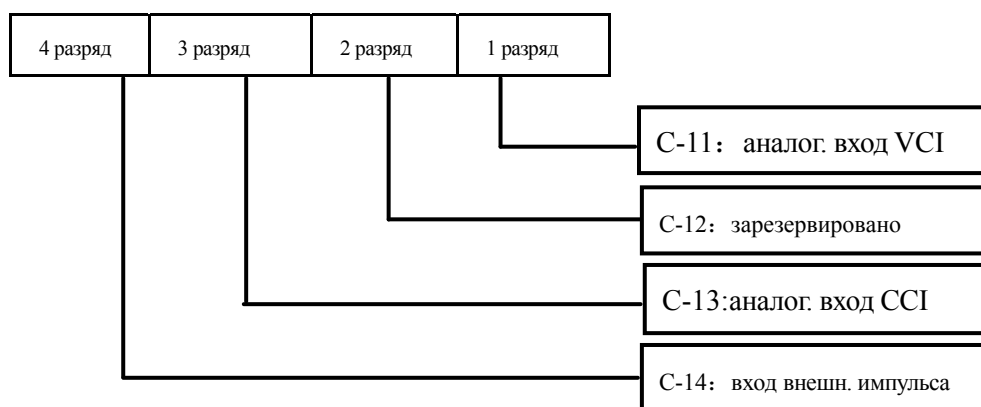 4 разряд 3 разряд 2 разряд 1 разряд
C-11：аналог. вход VCI
C-12：зарезервировано
C-13:аналог. вход CCI
C-14：вход внешн. импульса